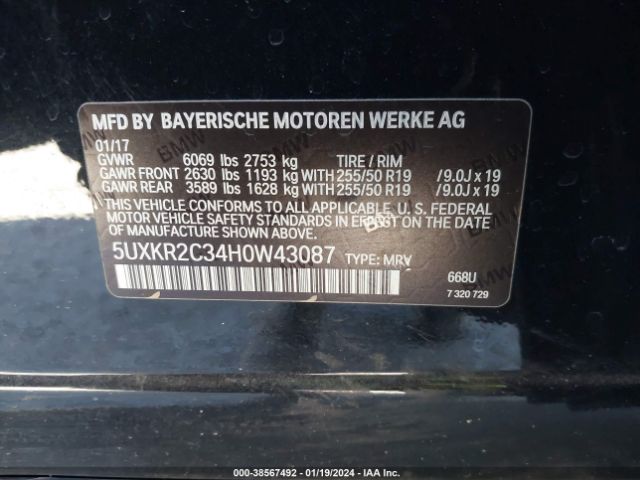 MFD BY BAYERISCHE MOTOREN WERKE AG
01/17
GVWR 6069 lbs 2753 kg TIRE / RIM
GAWR FRONT 2630 lbs 1193 kg WITH 255/50 R19 /9.0J x 19
GAWR REAR 3589 lbs 1628 kg WITH 255/50 R19 /9.0J x 19
THIS VEHICLE CONFORMS TO ALL APPLICABLE U. S. FEDERAL
MOTOR VEHICLE SAFETY STANDARDS IN EFFECT ON THE DATE
OF MANUFACTURE SHOWN ABOVE.
5UXKR2C34H0W43087 TYPE: MRV
668U
7 320 729
000-38567492 - 01/19/2024 - IAA Inc.